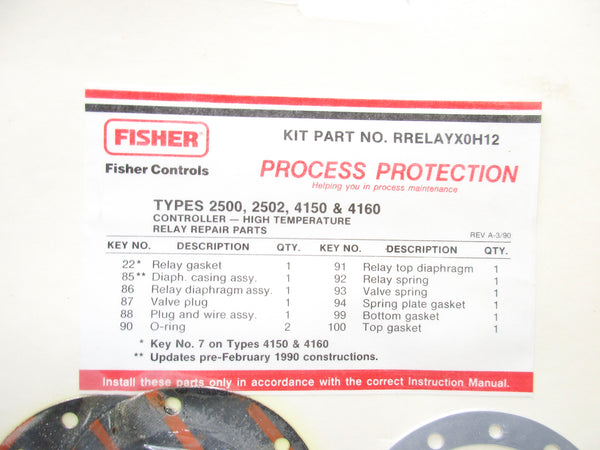 FISHER
KIT PART NO. RRELAYX0H12
Fisher Controls
PROCESS PROTECTION
Helping you in process maintenance
TYPES 2500, 2502, 4150 & 4160
CONTROLLER — HIGH TEMPERATURE
RELAY REPAIR PARTS
REV A-3/90
KEY NO. DESCRIPTION QTY. KEY NO. DESCRIPTION QTY.
22* Relay gasket 1 91 Relay top diaphragm 1
85** Diaph. casing assy. 1 92 Relay spring 1
86 Relay diaphragm assy. 1 93 Valve spring 1
87 Valve plug 1 94 Spring plate gasket 1
88 Plug and wire assy. 1 99 Bottom gasket 1
90 O-ring 2 100 Top gasket 1
* Key No. 7 on Types 4150 & 4160
** Updates pre-February 1990 constructions.
Install these parts only in accordance with the correct Instruction Manual.